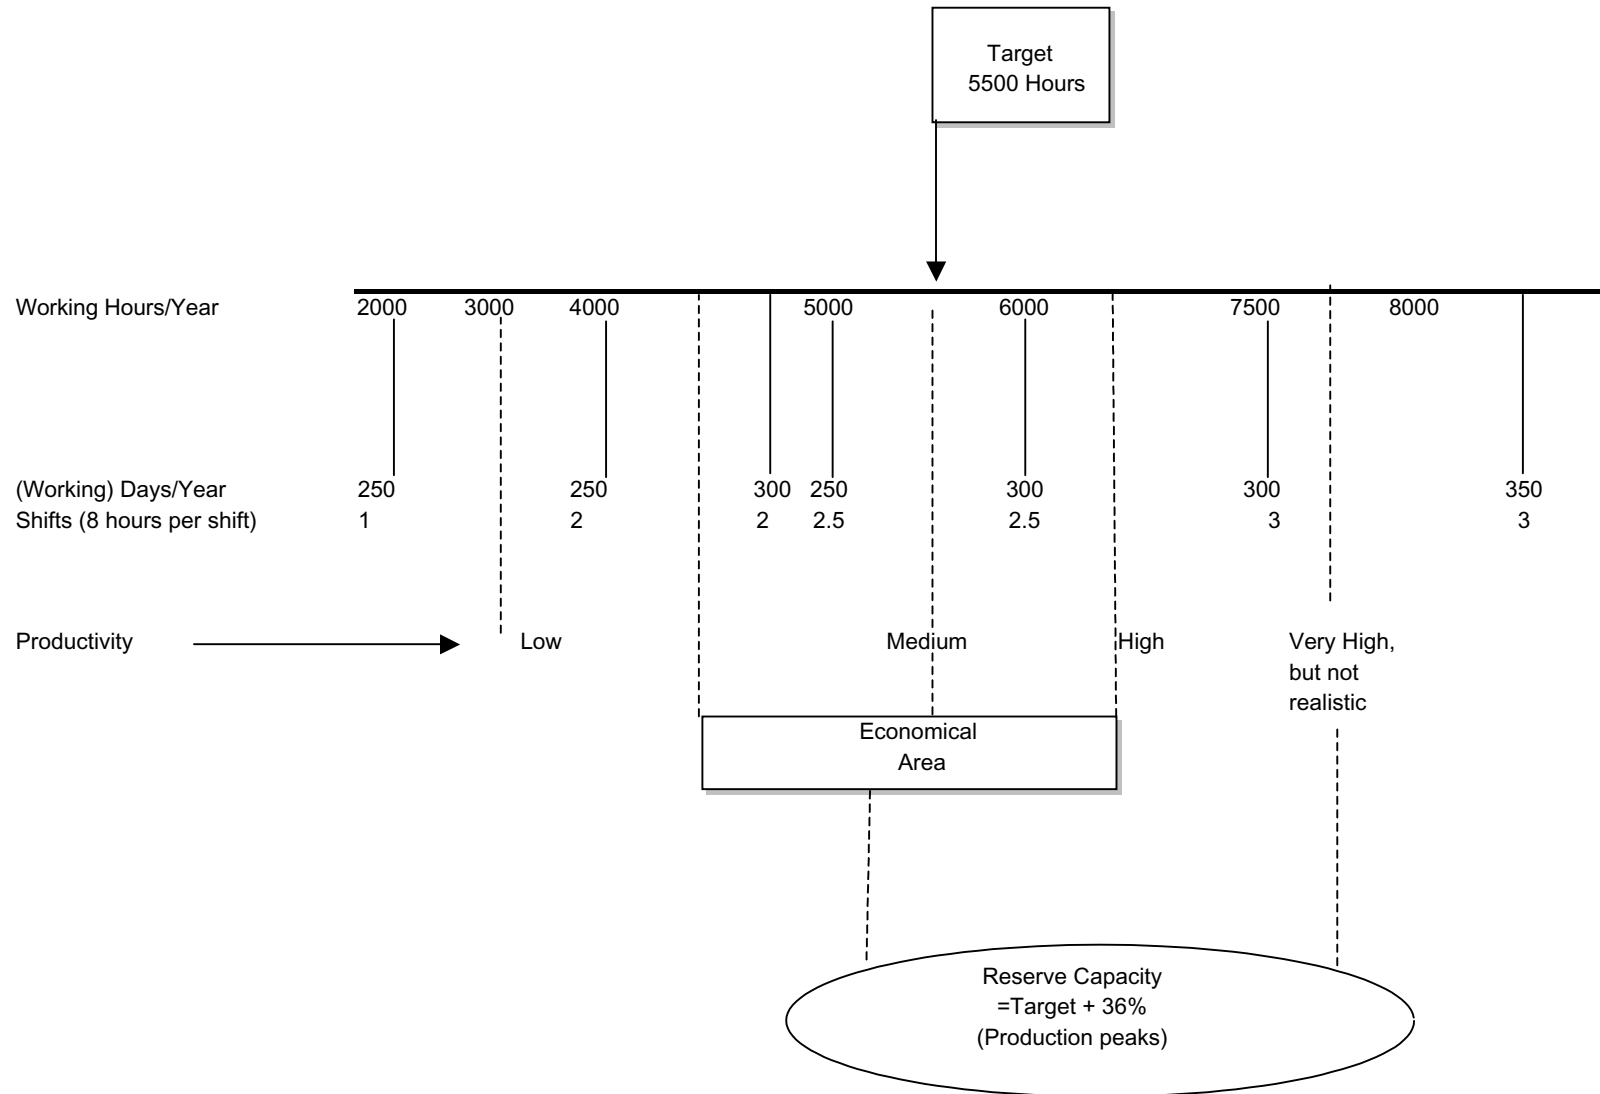 Target
5500 Hours
Working Hours/Year 2000 3000 4000 5000 6000 7500 8000
(Working) Days/Year 250 250 300 250 300 300 350
Shifts (8 hours per shift) 1 2 2 2.5 2.5 3 3
Productivity Low Medium High Very High,
but not
realistic
Economical
Area
Reserve Capacity
=Target + 36%
(Production peaks)